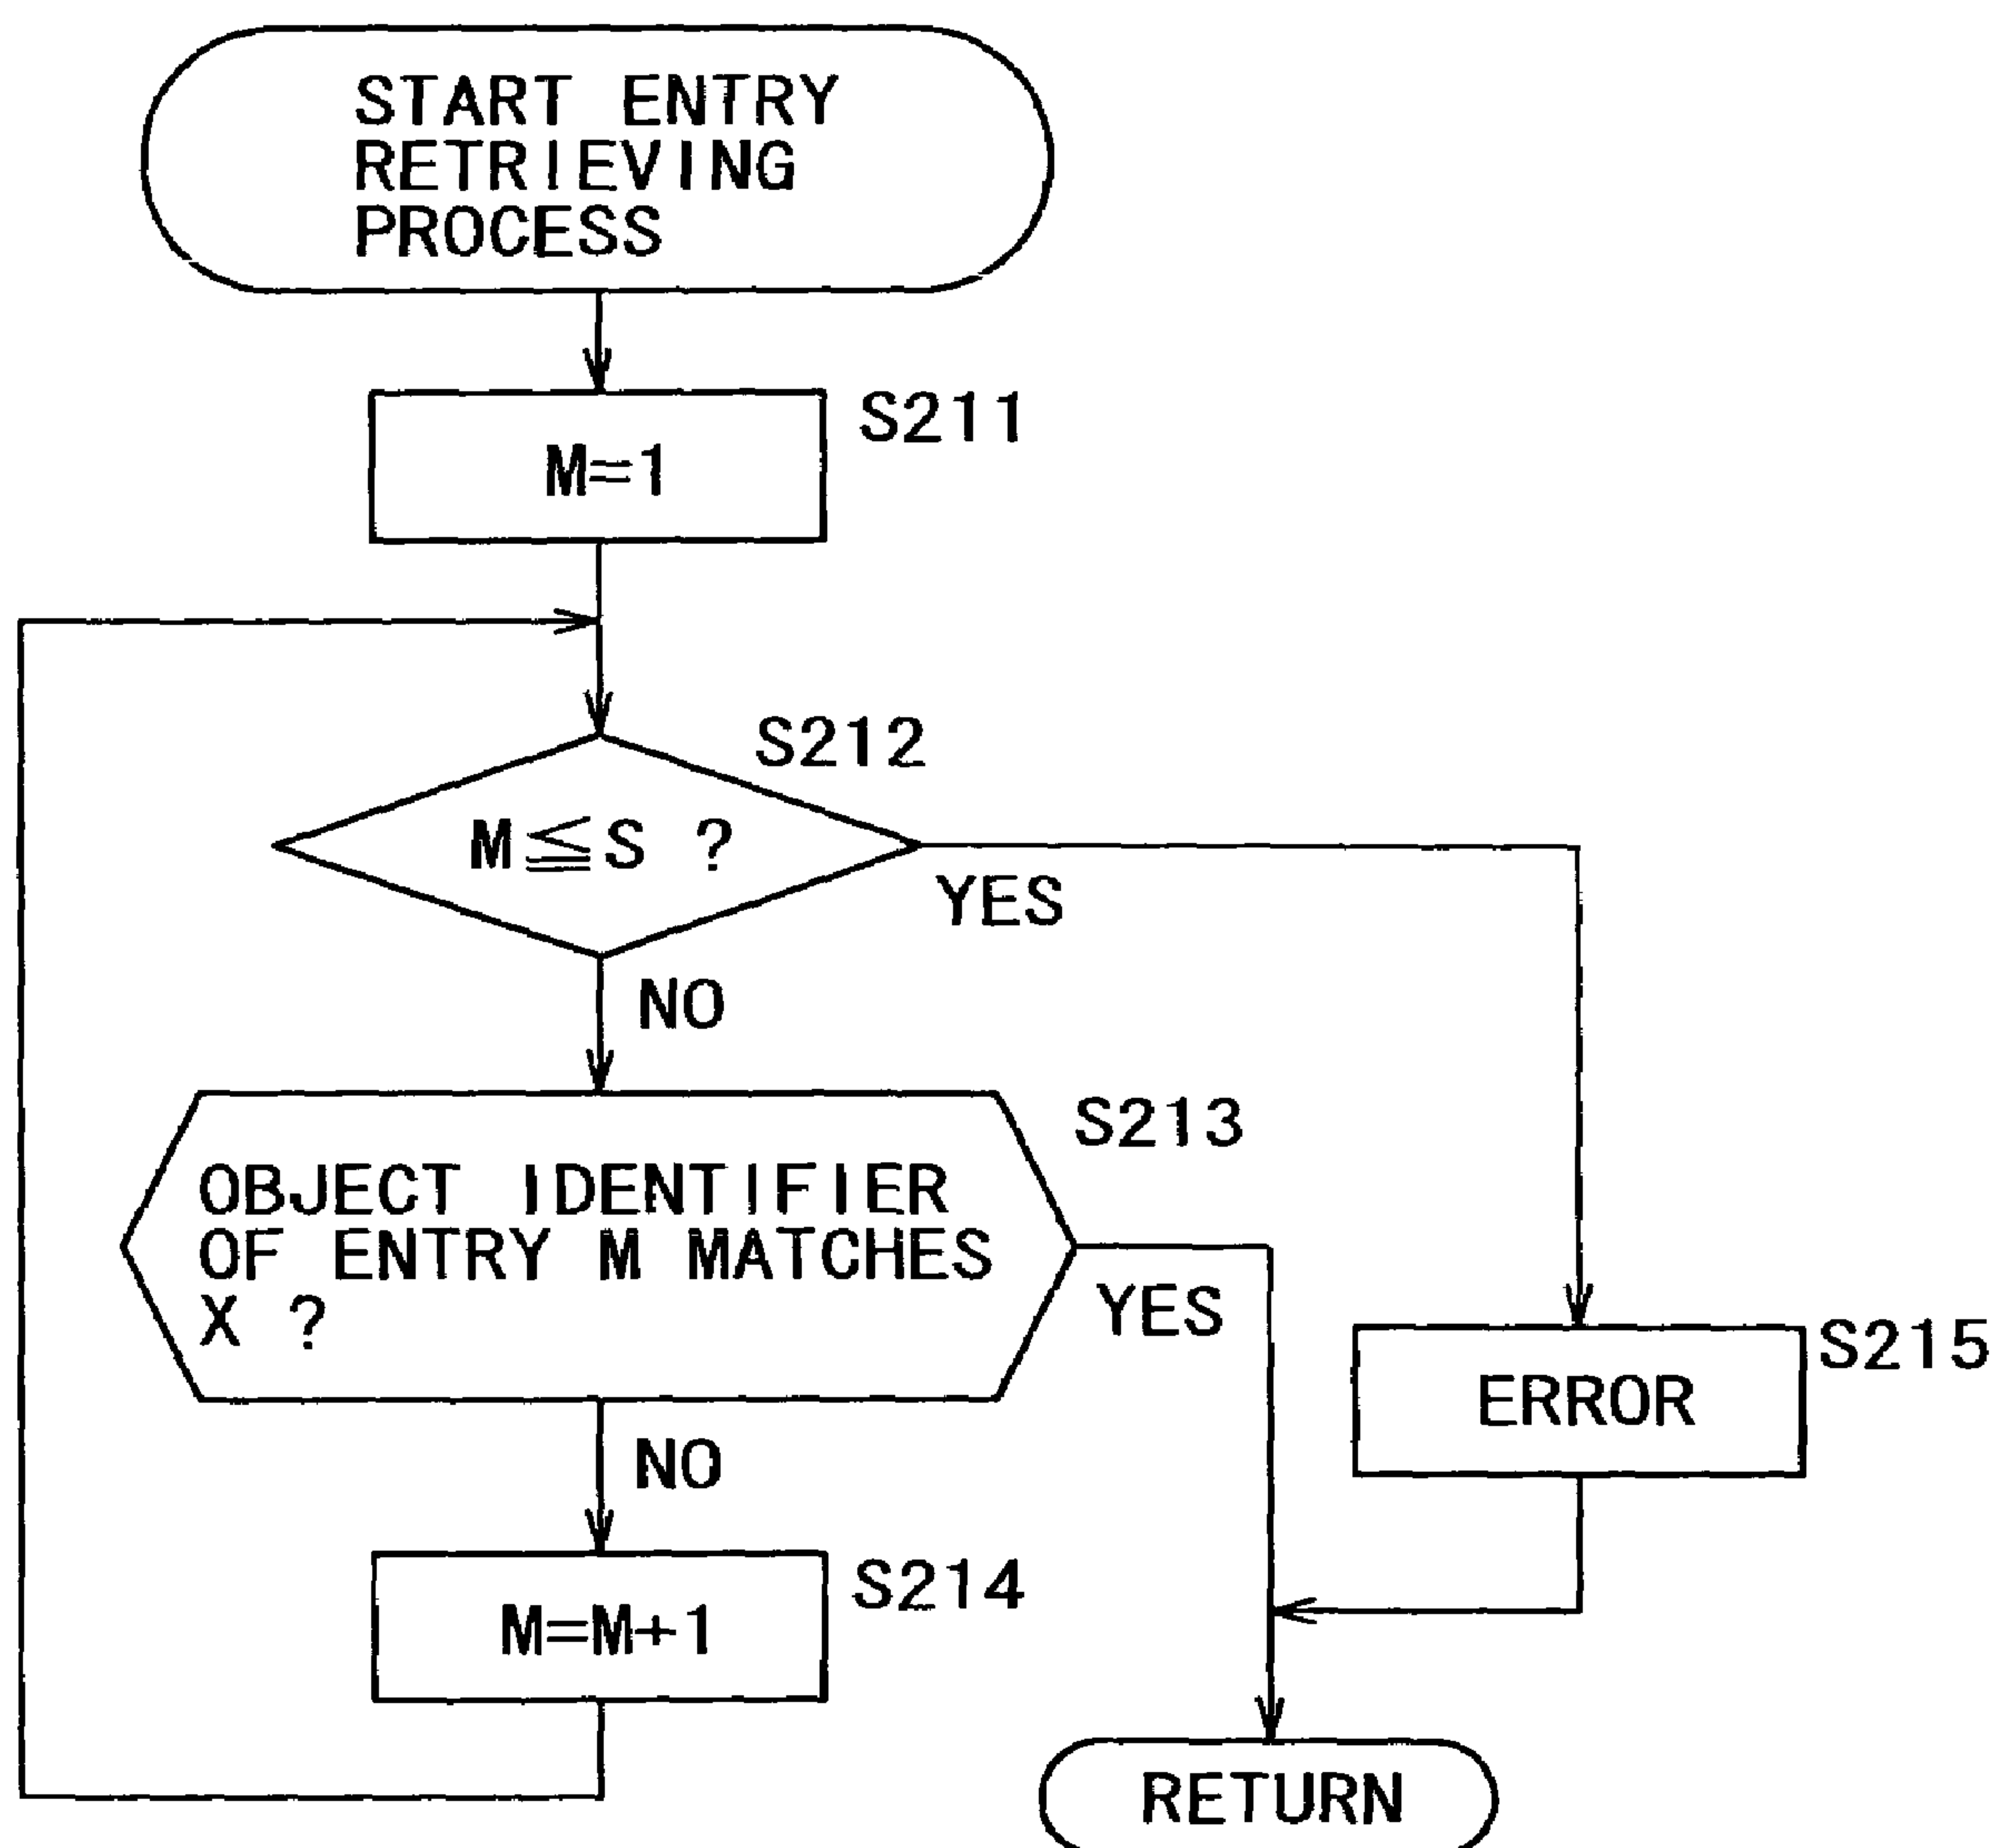 START ENTRY
RETRIEVING
PROCESS
S211
M=1
S212
M≦S ?
YES
NO
S213
OBJECT IDENTIFIER
OF ENTRY M MATCHES
X ?
YES
S215
ERROR
NO
S214
M=M+1
RETURN